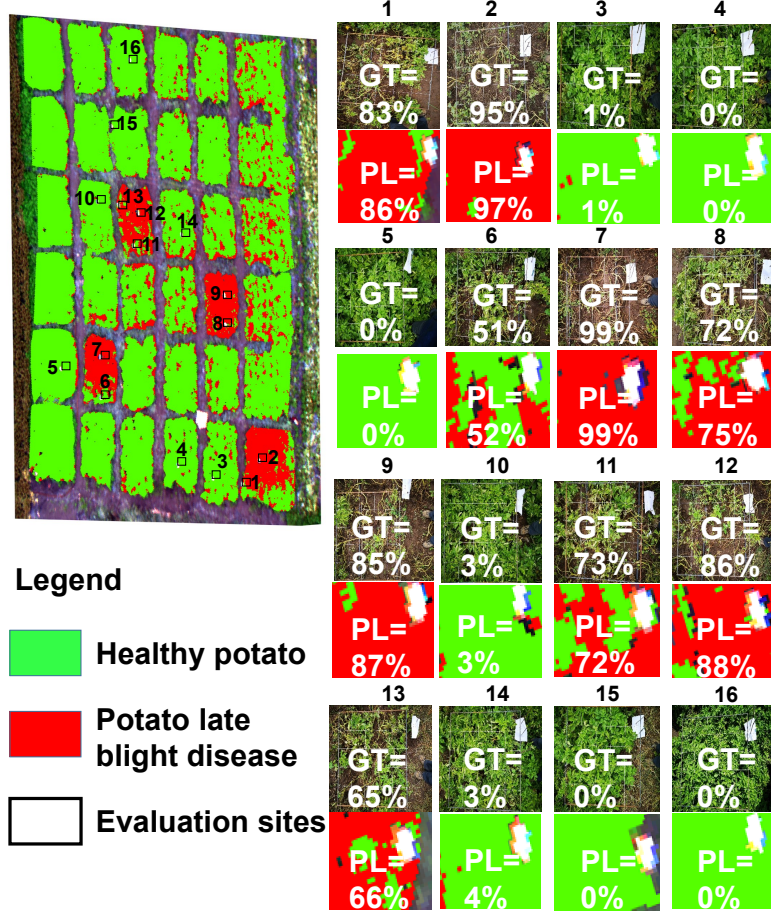 16
15
10
13
12
14
11
9
8
7
5
6
4
3
2
1
Legend
Healthy potato
Potato late
blight disease
Evaluation sites
1
2
3
4
GT=
83%
GT=
95%
GT=
1%
GT=
0%
PL=
86%
PL=
97%
PL=
1%
PL=
0%
5
6
7
8
GT=
0%
GT=
51%
GT=
99%
GT=
72%
PL=
0%
PL=
52%
PL=
99%
PL=
75%
9
10
11
12
GT=
85%
GT=
3%
GT=
73%
GT=
86%
PL=
87%
PL=
3%
PL=
72%
PL=
88%
13
14
15
16
GT=
65%
GT=
3%
GT=
0%
GT=
0%
PL=
66%
PL=
4%
PL=
0%
PL=
0%